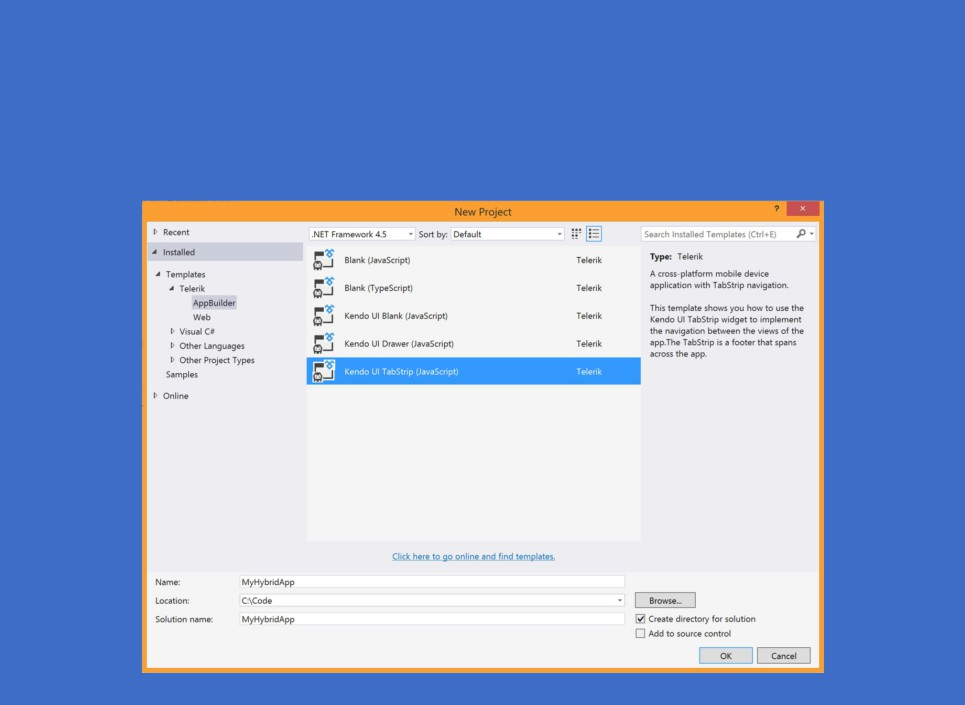 New Project
?
Recent
Installed
Templates
Telerik
AppBuilder
Web
Visual C#
Other Languages
Other Project Types
Samples
Online
.NET Framework 4.5
Sort by: Default
Blank (JavaScript) Telerik
Blank (TypeScript) Telerik
Kendo UI Blank (JavaScript) Telerik
Kendo UI Drawer (JavaScript) Telerik
Kendo UI TabStrip (JavaScript) Telerik
Click here to go online and find templates.
Search Installed Templates (Ctrl+E)
Type: Telerik
A cross-platform mobile device
application with TabStrip navigation.
This template shows you how to use the
Kendo UI TabStrip widget to implement
the navigation between the views of the
app.The TabStrip is a footer that spans
across the app.
Name: MyHybridApp
Location: C:\Code
Browse...
Solution name: MyHybridApp
Create directory for solution
Add to source control
OK
Cancel